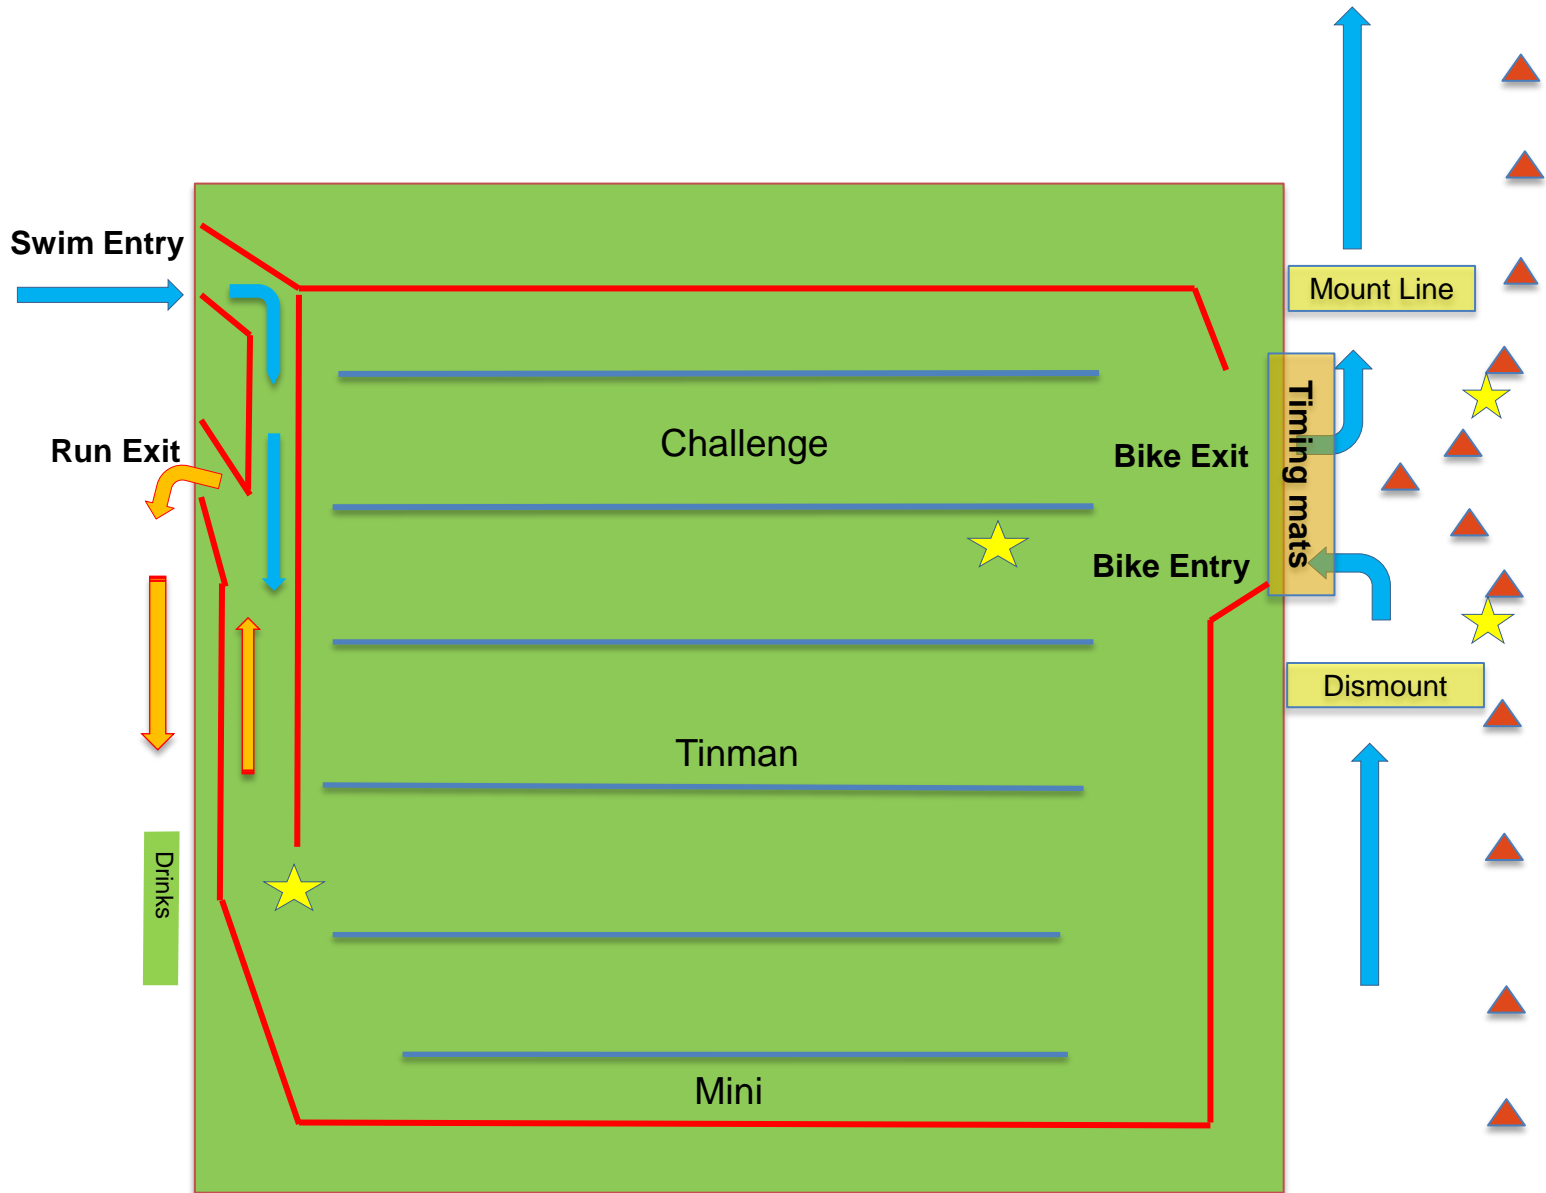 Swim Entry
Mount Line
Run Exit
Challenge
Bike Exit
Timing mats
Bike Entry
Dismount
Tinman
Drinks
Mini